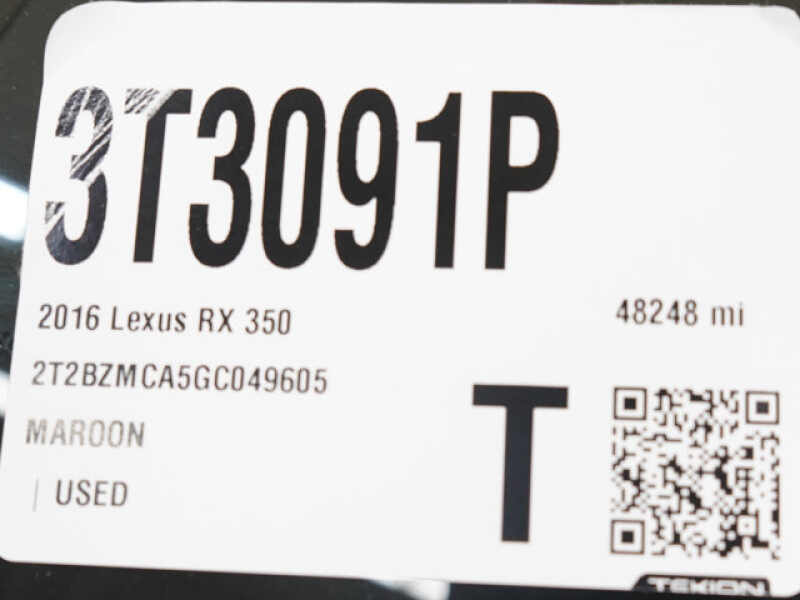 3T3091P
2016 Lexus RX 350 48248 mi
2T2BZMCA5GC049605
MAROON
| USED
T
TEKION